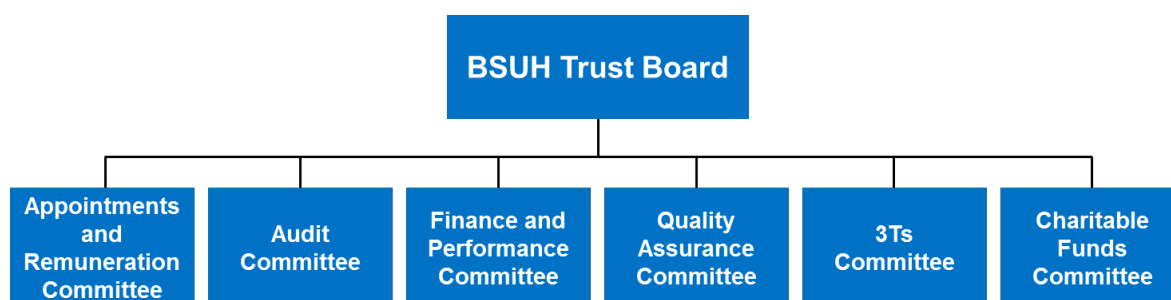 BSUH Trust Board
Appointments
and
Remuneration
Committee
Audit
Committee
Finance and
Performance
Committee
Quality
Assurance
Committee
3Ts
Committee
Charitable
Funds
Committee